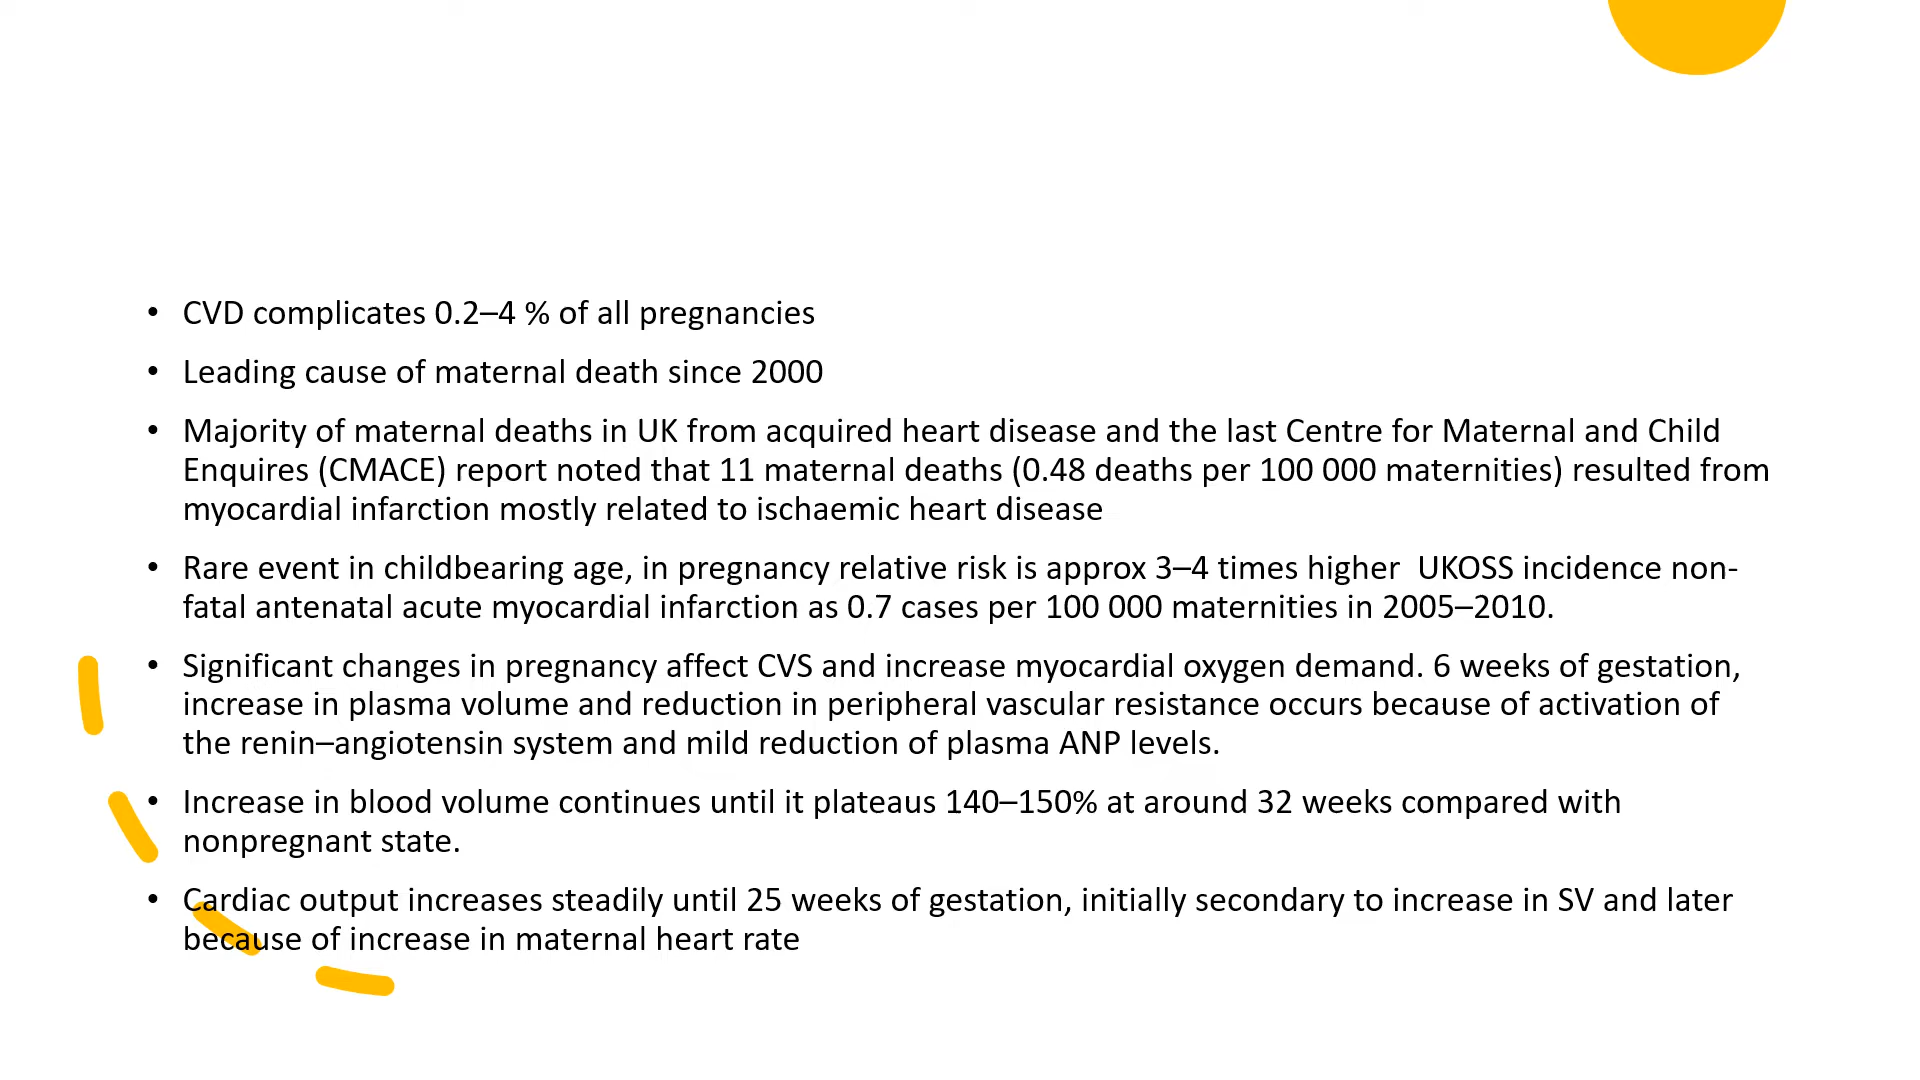 • CVD complicates 0.2–4 % of all pregnancies
• Leading cause of maternal death since 2000
• Majority of maternal deaths in UK from acquired heart disease and the last Centre for Maternal and Child
Enquires (CMACE) report noted that 11 maternal deaths (0.48 deaths per 100 000 maternities) resulted from
myocardial infarction mostly related to ischaemic heart disease
• Rare event in childbearing age, in pregnancy relative risk is approx 3–4 times higher  UKOSS incidence non-
fatal antenatal acute myocardial infarction as 0.7 cases per 100 000 maternities in 2005–2010.
• Significant changes in pregnancy affect CVS and increase myocardial oxygen demand. 6 weeks of gestation,
increase in plasma volume and reduction in peripheral vascular resistance occurs because of activation of
the renin–angiotensin system and mild reduction of plasma ANP levels.
• Increase in blood volume continues until it plateaus 140–150% at around 32 weeks compared with
nonpregnant state.
• Cardiac output increases steadily until 25 weeks of gestation, initially secondary to increase in SV and later
because of increase in maternal heart rate